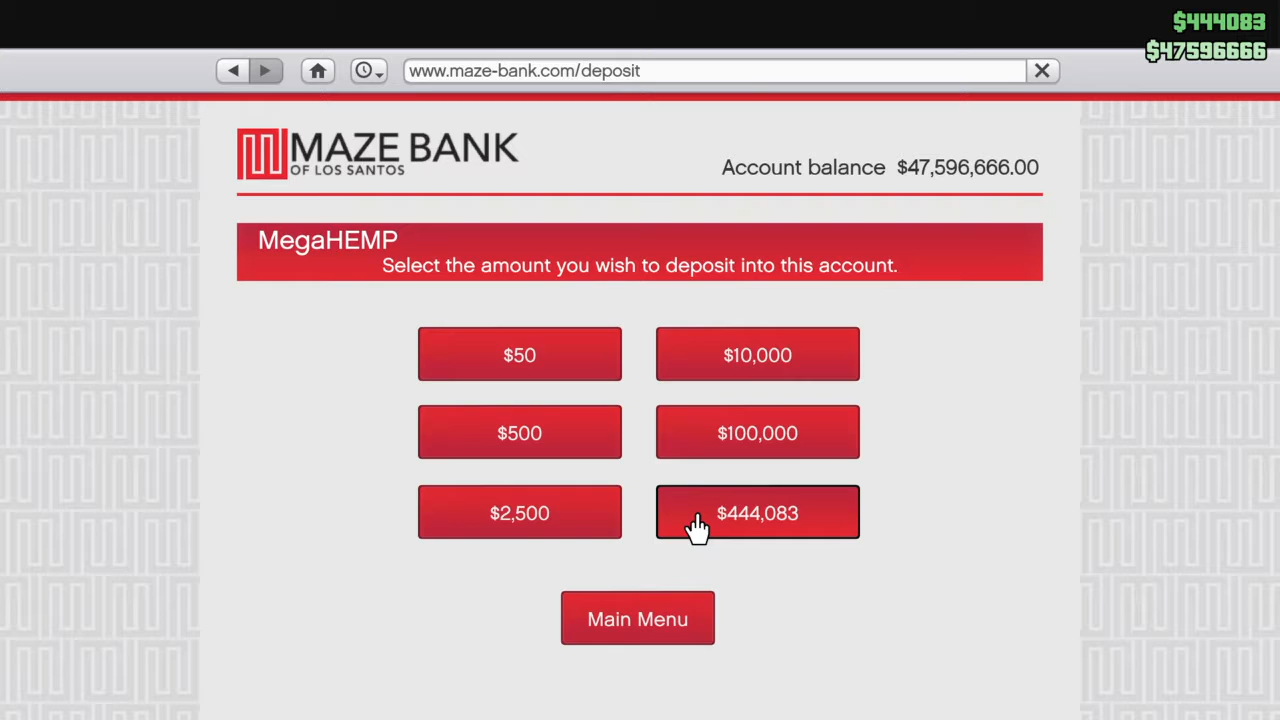 $444083
$47596666
www.maze-bank.com/deposit
MAZE BANK
OF LOS SANTOS
Account balance $47,596,666.00
MegaHEMP
Select the amount you wish to deposit into this account.
$50
$10,000
$500
$100,000
$2,500
$444,083
Main Menu